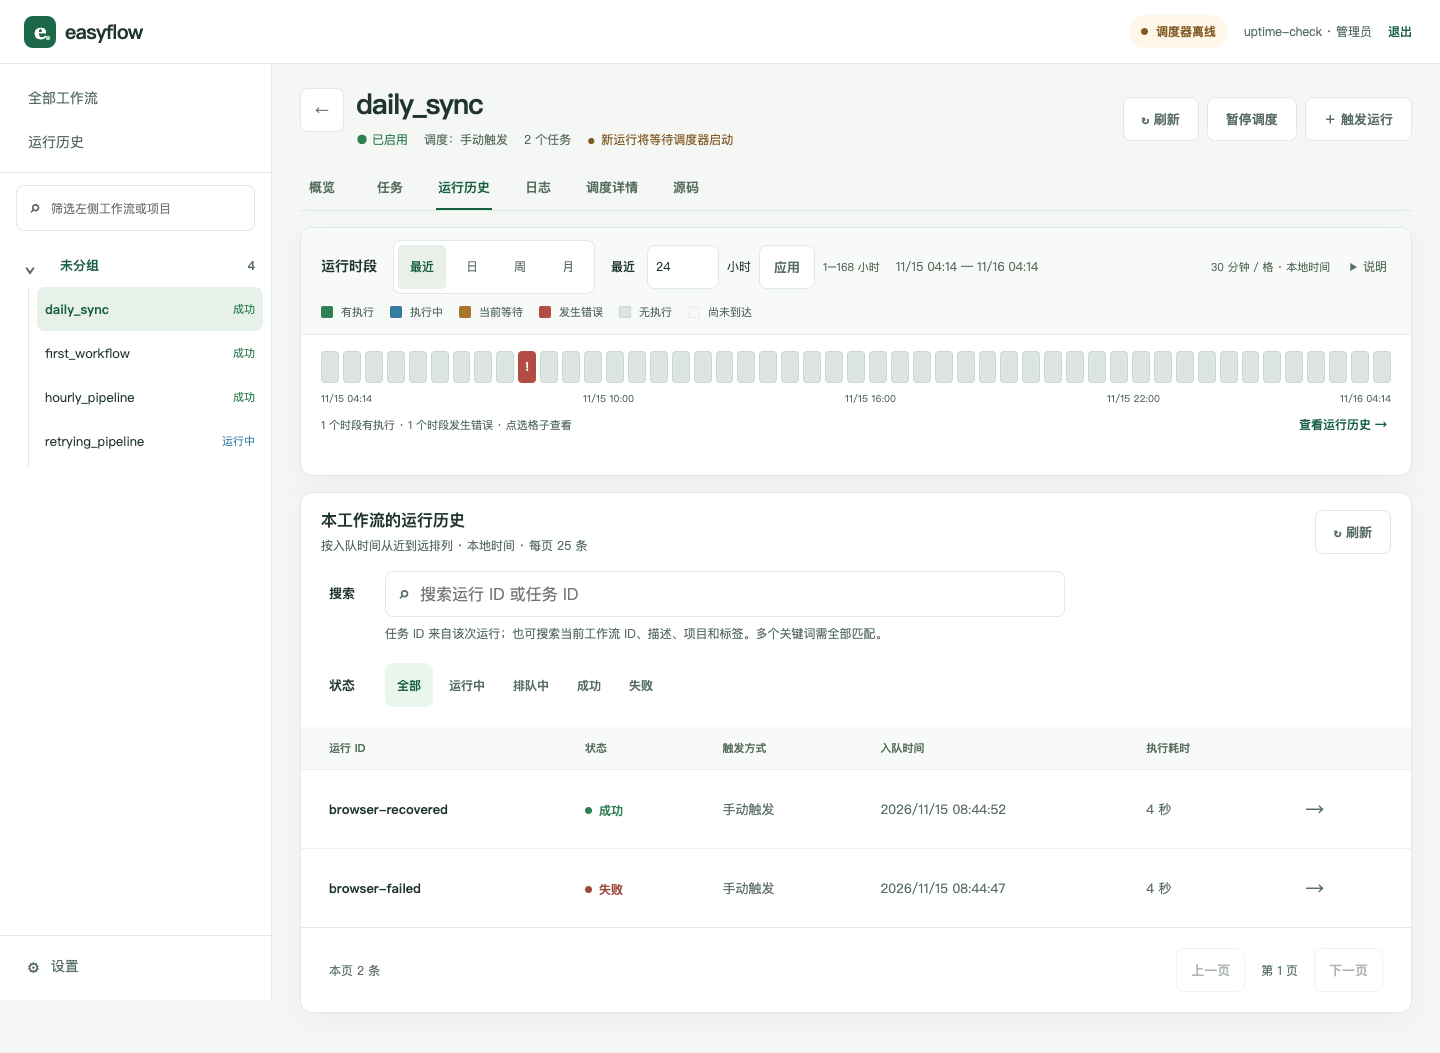 e. easyflow
调度器离线 uptime-check · 管理员 退出
全部工作流
运行历史
筛选左侧工作流或项目
未分组 4
daily_sync 成功
first_workflow 成功
hourly_pipeline 成功
retrying_pipeline 运行中
设置
← daily_sync
已启用 调度：手动触发 2 个任务 新运行将等待调度器启动
↻ 刷新 暂停调度 + 触发运行
概览 任务 运行历史 日志 调度详情 源码
运行时段 最近 日 周 月 最近 24 小时 应用 1—168 小时 11/15 04:14 — 11/16 04:14 30 分钟 / 格 · 本地时间 ▶ 说明
有执行 执行中 当前等待 发生错误 无执行 尚未到达
!
11/15 04:14 11/15 10:00 11/15 16:00 11/15 22:00 11/16 04:14
1 个时段有执行 · 1 个时段发生错误 · 点选格子查看 查看运行历史 →
本工作流的运行历史
按入队时间从近到远排列 · 本地时间 · 每页 25 条
↻ 刷新
搜索 搜索运行 ID 或任务 ID
任务 ID 来自该次运行；也可搜索当前工作流 ID、描述、项目和标签。多个关键词需全部匹配。
状态 全部 运行中 排队中 成功 失败
运行 ID 状态 触发方式 入队时间 执行耗时
browser-recovered 成功 手动触发 2026/11/15 08:44:52 4 秒 →
browser-failed 失败 手动触发 2026/11/15 08:44:47 4 秒 →
本页 2 条 上一页 第 1 页 下一页